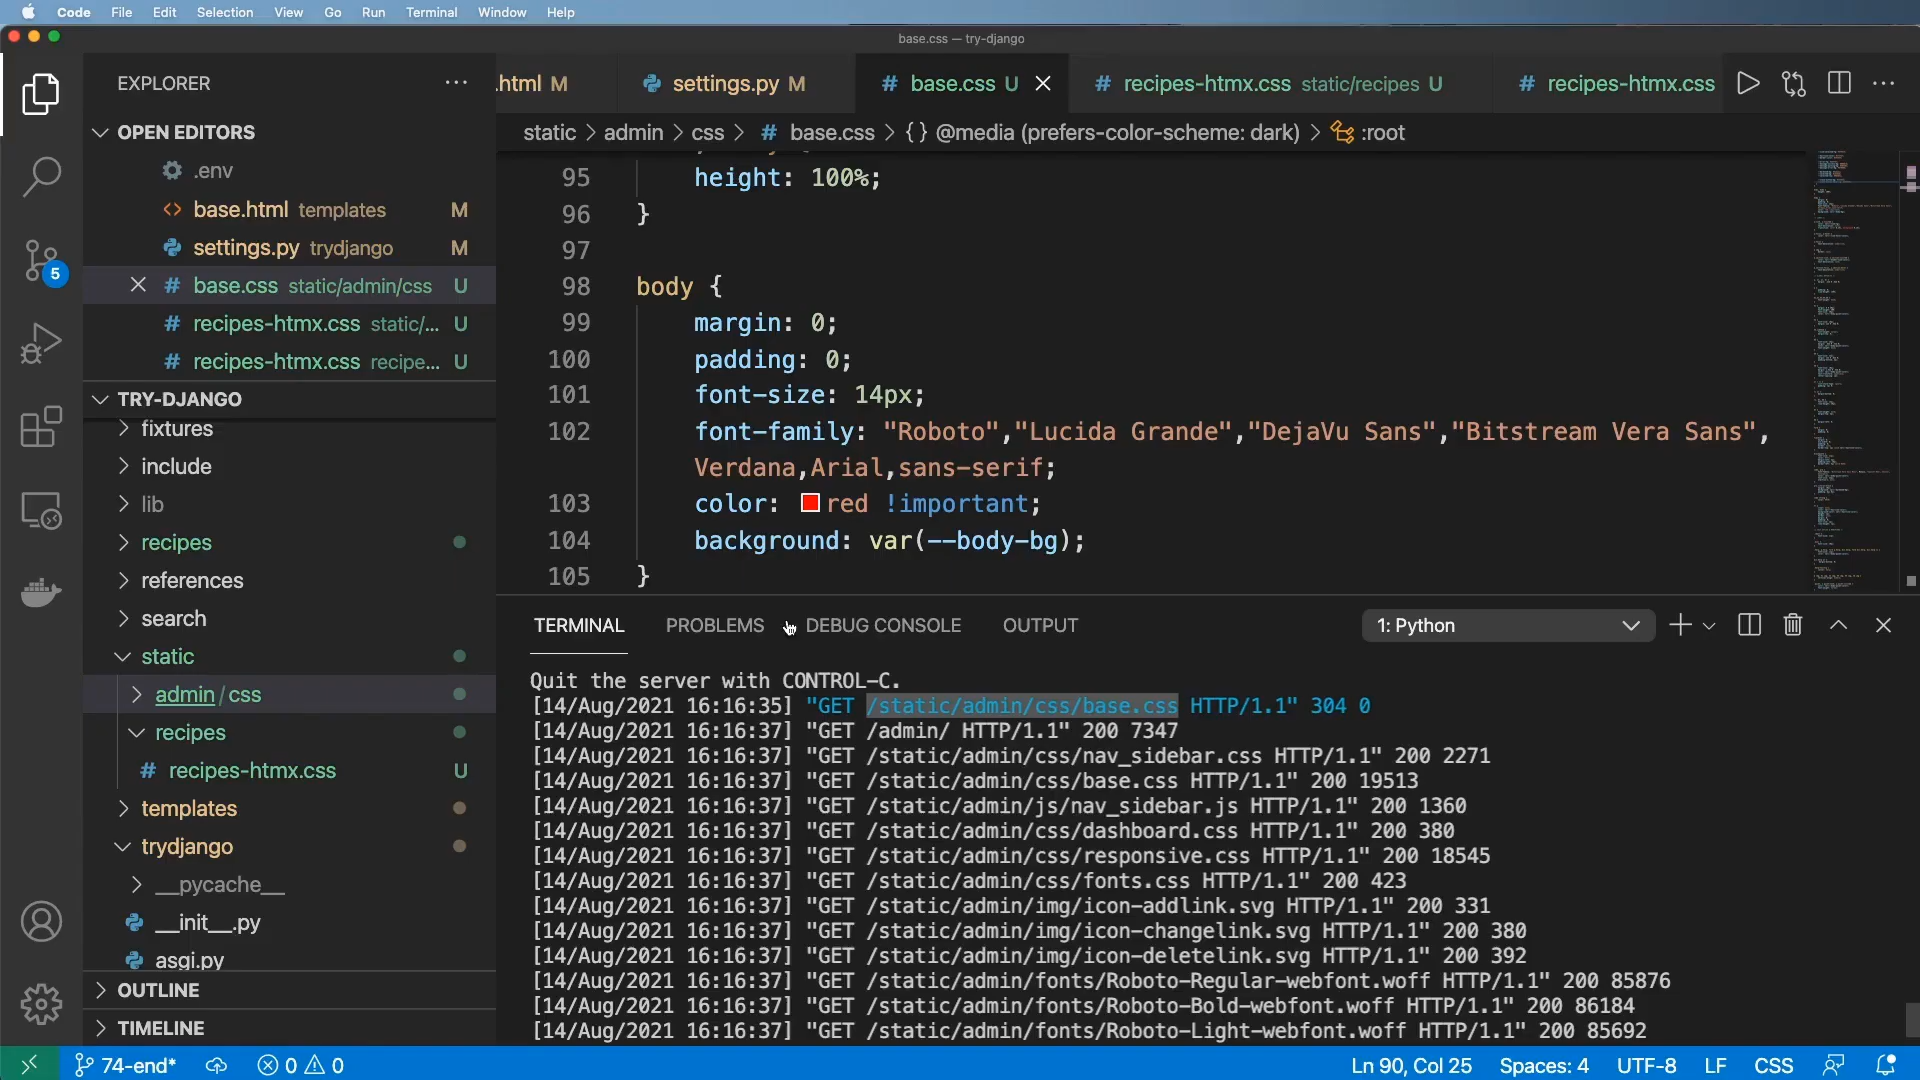 Code File Edit Selection View Go Run Terminal Window Help
base.css — try-django
EXPLORER
.html M
settings.py M
# base.css U
# recipes-htmx.css static/recipes U
# recipes-htmx.css
static > admin > css > # base.css > {} @media (prefers-color-scheme: dark) > :root
OPEN EDITORS
.env
base.html templates M
settings.py trydjango M
# base.css static/admin/css U
# recipes-htmx.css static/... U
# recipes-htmx.css recipe... U
TRY-DJANGO
fixtures
include
lib
recipes
references
search
static
admin / css
recipes
# recipes-htmx.css U
templates
trydjango
__pycache__
__init__.py
asgi.py
OUTLINE
TIMELINE
5
95 height: 100%;
96 }
97
98 body {
99 margin: 0;
100 padding: 0;
101 font-size: 14px;
102 font-family: "Roboto","Lucida Grande","DejaVu Sans","Bitstream Vera Sans",
Verdana,Arial,sans-serif;
103 color: red !important;
104 background: var(--body-bg);
105 }
TERMINAL PROBLEMS DEBUG CONSOLE OUTPUT
1: Python
Quit the server with CONTROL-C.
[14/Aug/2021 16:16:35] "GET /static/admin/css/base.css HTTP/1.1" 304 0
[14/Aug/2021 16:16:37] "GET /admin/ HTTP/1.1" 200 7347
[14/Aug/2021 16:16:37] "GET /static/admin/css/nav_sidebar.css HTTP/1.1" 200 2271
[14/Aug/2021 16:16:37] "GET /static/admin/css/base.css HTTP/1.1" 200 19513
[14/Aug/2021 16:16:37] "GET /static/admin/js/nav_sidebar.js HTTP/1.1" 200 1360
[14/Aug/2021 16:16:37] "GET /static/admin/css/dashboard.css HTTP/1.1" 200 380
[14/Aug/2021 16:16:37] "GET /static/admin/css/responsive.css HTTP/1.1" 200 18545
[14/Aug/2021 16:16:37] "GET /static/admin/css/fonts.css HTTP/1.1" 200 423
[14/Aug/2021 16:16:37] "GET /static/admin/img/icon-addlink.svg HTTP/1.1" 200 331
[14/Aug/2021 16:16:37] "GET /static/admin/img/icon-changelink.svg HTTP/1.1" 200 380
[14/Aug/2021 16:16:37] "GET /static/admin/img/icon-deletelink.svg HTTP/1.1" 200 392
[14/Aug/2021 16:16:37] "GET /static/admin/fonts/Roboto-Regular-webfont.woff HTTP/1.1" 200 85876
[14/Aug/2021 16:16:37] "GET /static/admin/fonts/Roboto-Bold-webfont.woff HTTP/1.1" 200 86184
[14/Aug/2021 16:16:37] "GET /static/admin/fonts/Roboto-Light-webfont.woff HTTP/1.1" 200 85692
74-end* 0 0 Ln 90, Col 25 Spaces: 4 UTF-8 LF CSS